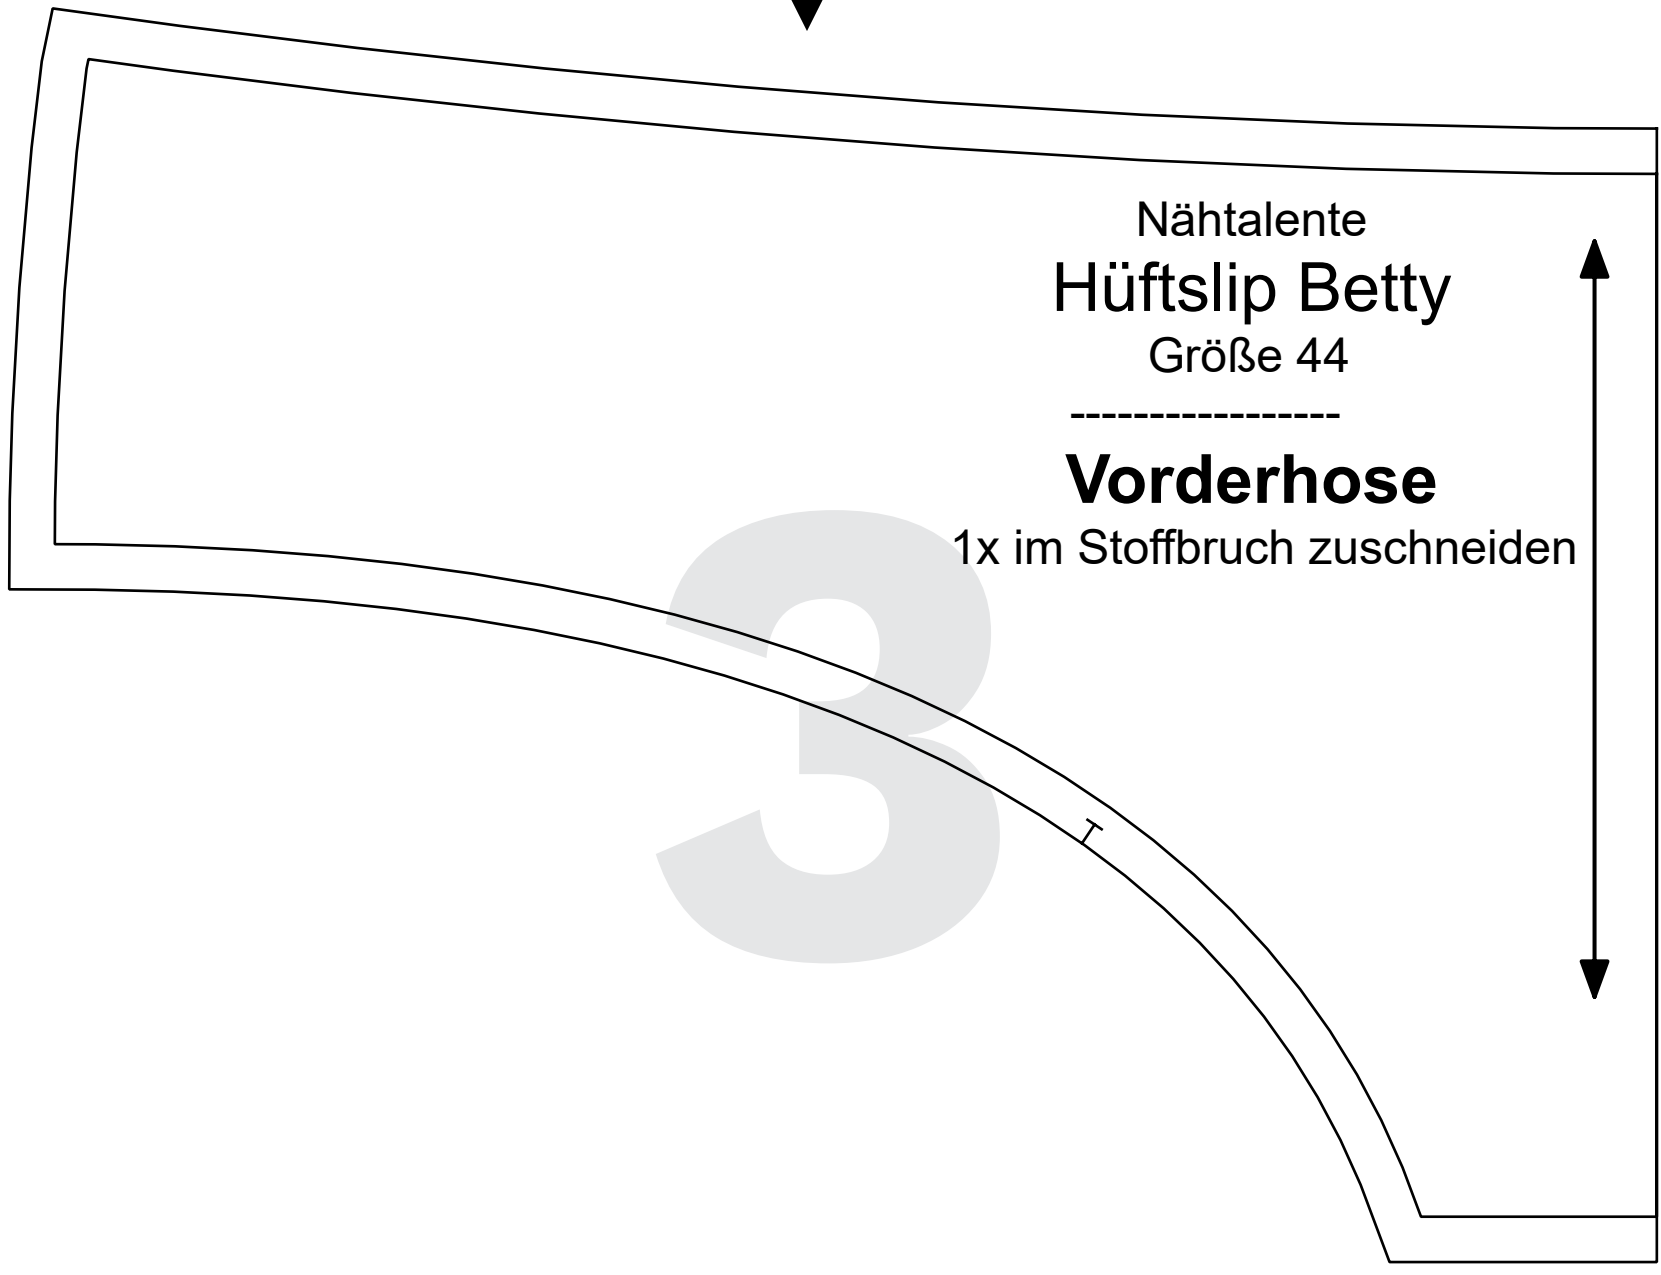 Nähtalente
Hüftslip Betty
Größe 44
-----------------
Vorderhose
1x im Stoffbruch zuschneiden
3